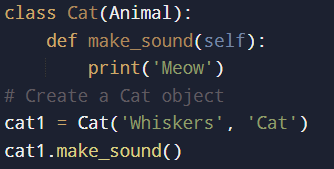 class Cat(Animal):
    def make_sound(self):
        print('Meow')
# Create a Cat object
cat1 = Cat('Whiskers', 'Cat')
cat1.make_sound()